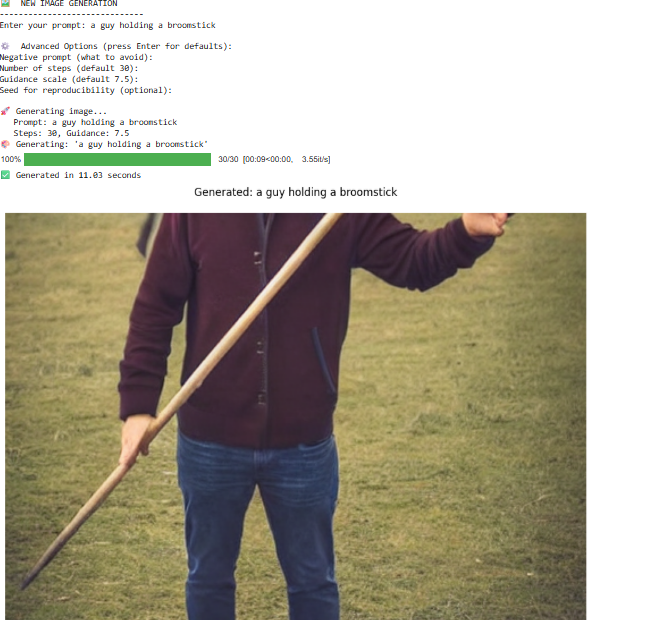 🖼️ NEW IMAGE GENERATION
------------------------------
Enter your prompt: a guy holding a broomstick
⚙️ Advanced Options (press Enter for defaults):
Negative prompt (what to avoid):
Number of steps (default 30):
Guidance scale (default 7.5):
Seed for reproducibility (optional):
🚀 Generating image...
Prompt: a guy holding a broomstick
Steps: 30, Guidance: 7.5
🎨 Generating: 'a guy holding a broomstick'
100% 30/30 [00:09<00:00, 3.55it/s]
✅ Generated in 11.03 seconds
Generated: a guy holding a broomstick